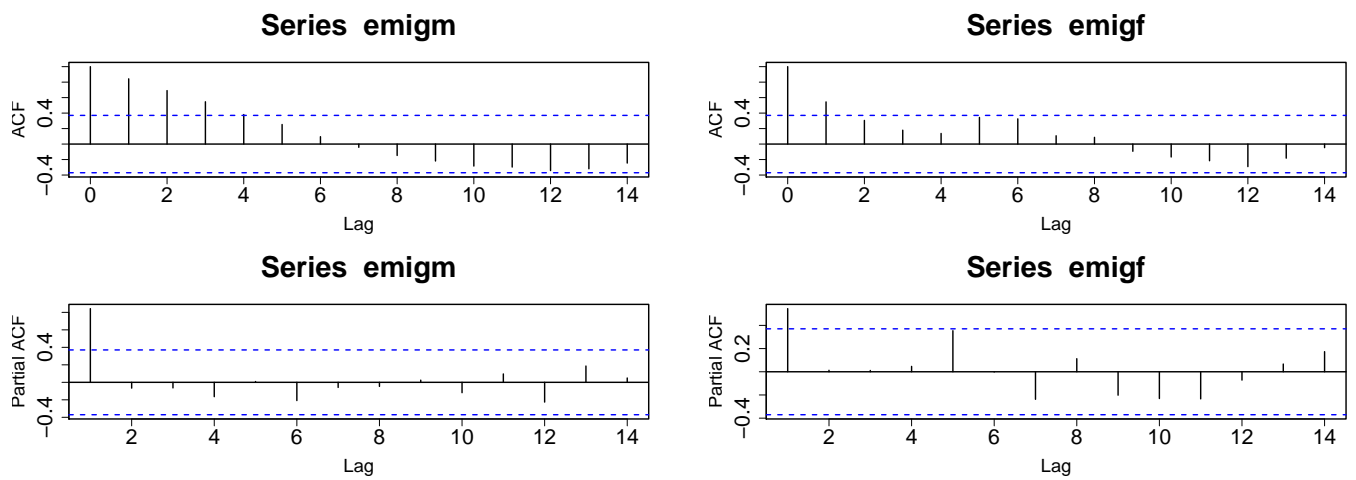 Series emigm
ACF
0.4
−0.4
0 2 4 6 8 10 12 14
Lag
Series emigf
ACF
0.4
−0.4
0 2 4 6 8 10 12 14
Lag
Series emigm
Partial ACF
0.4
−0.4
2 4 6 8 10 12 14
Lag
Series emigf
Partial ACF
0.2
−0.4
2 4 6 8 10 12 14
Lag